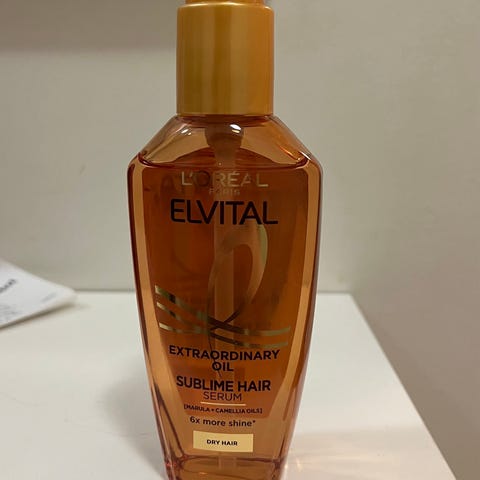 L'ORÉAL
PARIS
ELVITAL
EXTRAORDINARY
OIL
SUBLIME HAIR
SERUM
[MARULA + CAMELLIA OILS]
6x more shine*
DRY HAIR